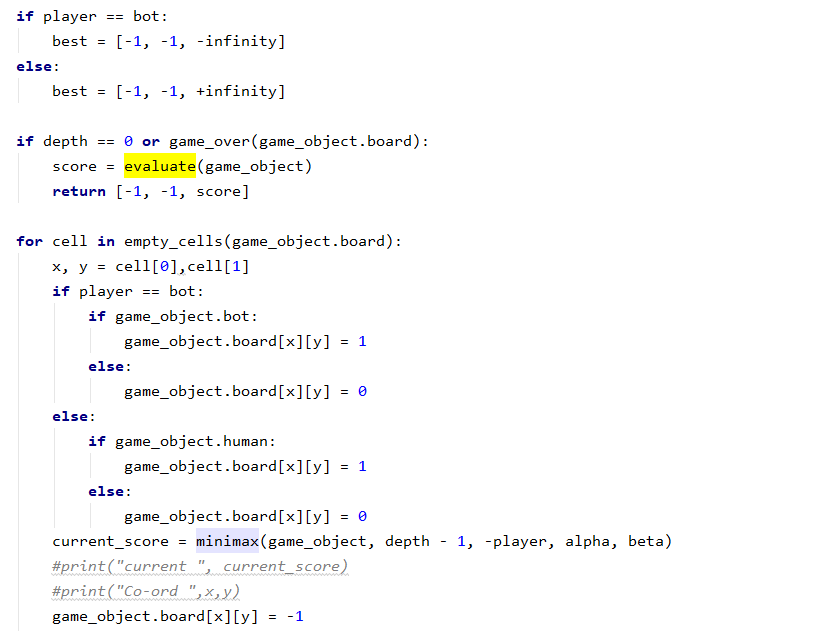 if player == bot:
    best = [-1, -1, -infinity]
else:
    best = [-1, -1, +infinity]

if depth == 0 or game_over(game_object.board):
    score = evaluate(game_object)
    return [-1, -1, score]

for cell in empty_cells(game_object.board):
    x, y = cell[0],cell[1]
    if player == bot:
        if game_object.bot:
            game_object.board[x][y] = 1
        else:
            game_object.board[x][y] = 0
    else:
        if game_object.human:
            game_object.board[x][y] = 1
        else:
            game_object.board[x][y] = 0
    current_score = minimax(game_object, depth - 1, -player, alpha, beta)
    #print("current ", current_score)
    #print("Co-ord ",x,y)
    game_object.board[x][y] = -1